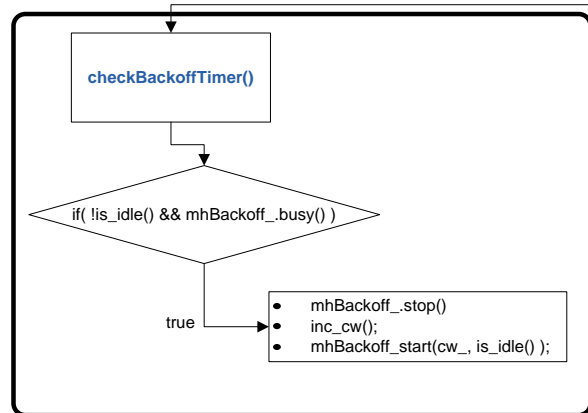 checkBackoffTimer()
if( !is_idle() && mhBackoff_.busy() )
true
• mhBackoff_.stop()
• inc_cw();
• mhBackoff_start(cw_, is_idle() );